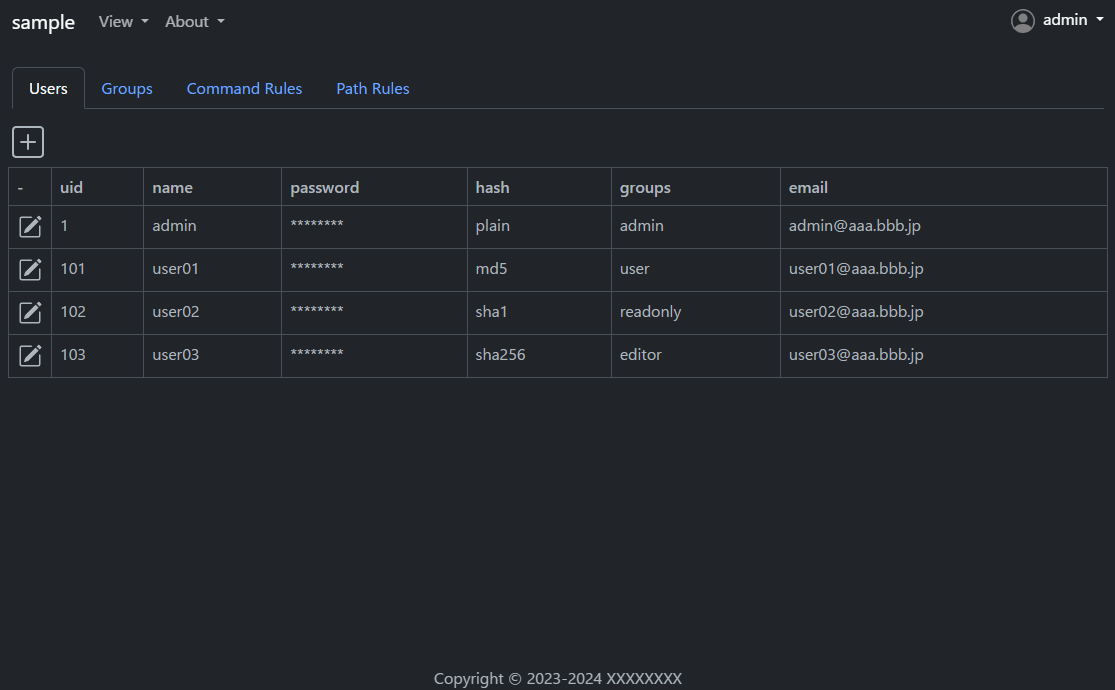 sample View About admin
Users Groups Command Rules Path Rules
- uid name password hash groups email
1 admin ******** plain admin admin@aaa.bbb.jp
101 user01 ******** md5 user user01@aaa.bbb.jp
102 user02 ******** sha1 readonly user02@aaa.bbb.jp
103 user03 ******** sha256 editor user03@aaa.bbb.jp
Copyright © 2023-2024 XXXXXXXX